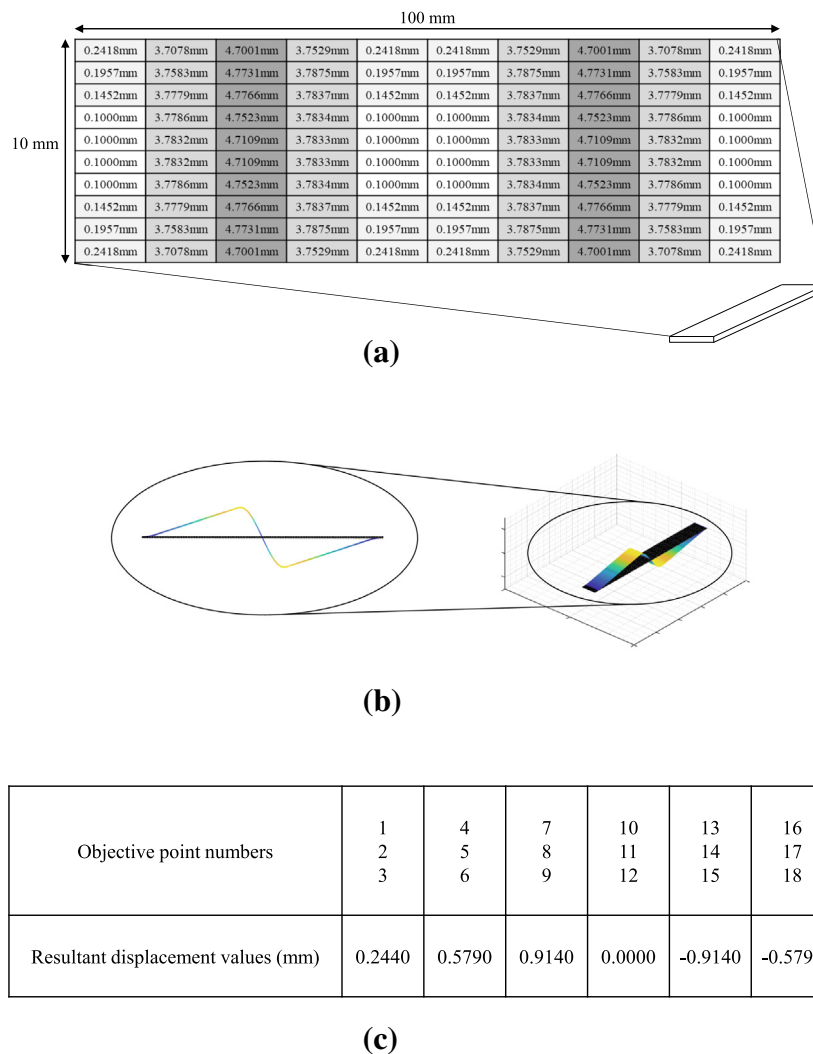 100 mm
10 mm
0.2418mm 3.7078mm 4.7001mm 3.7529mm 0.2418mm 0.2418mm 3.7529mm 4.7001mm 3.7078mm 0.2418mm
0.1957mm 3.7583mm 4.7731mm 3.7875mm 0.1957mm 0.1957mm 3.7875mm 4.7731mm 3.7583mm 0.1957mm
0.1452mm 3.7779mm 4.7766mm 3.7837mm 0.1452mm 0.1452mm 3.7837mm 4.7766mm 3.7779mm 0.1452mm
0.1000mm 3.7786mm 4.7523mm 3.7834mm 0.1000mm 0.1000mm 3.7834mm 4.7523mm 3.7786mm 0.1000mm
0.1000mm 3.7832mm 4.7109mm 3.7833mm 0.1000mm 0.1000mm 3.7833mm 4.7109mm 3.7832mm 0.1000mm
0.1000mm 3.7832mm 4.7109mm 3.7833mm 0.1000mm 0.1000mm 3.7833mm 4.7109mm 3.7832mm 0.1000mm
0.1000mm 3.7786mm 4.7523mm 3.7834mm 0.1000mm 0.1000mm 3.7834mm 4.7523mm 3.7786mm 0.1000mm
0.1452mm 3.7779mm 4.7766mm 3.7837mm 0.1452mm 0.1452mm 3.7837mm 4.7766mm 3.7779mm 0.1452mm
0.1957mm 3.7583mm 4.7731mm 3.7875mm 0.1957mm 0.1957mm 3.7875mm 4.7731mm 3.7583mm 0.1957mm
0.2418mm 3.7078mm 4.7001mm 3.7529mm 0.2418mm 0.2418mm 3.7529mm 4.7001mm 3.7078mm 0.2418mm
(a)
(b)
1 4 7 10 13 16
Objective point numbers 2 5 8 11 14 17
3 6 9 12 15 18
Resultant displacement values (mm) 0.2440 0.5790 0.9140 0.0000 -0.9140 -0.579
(c)